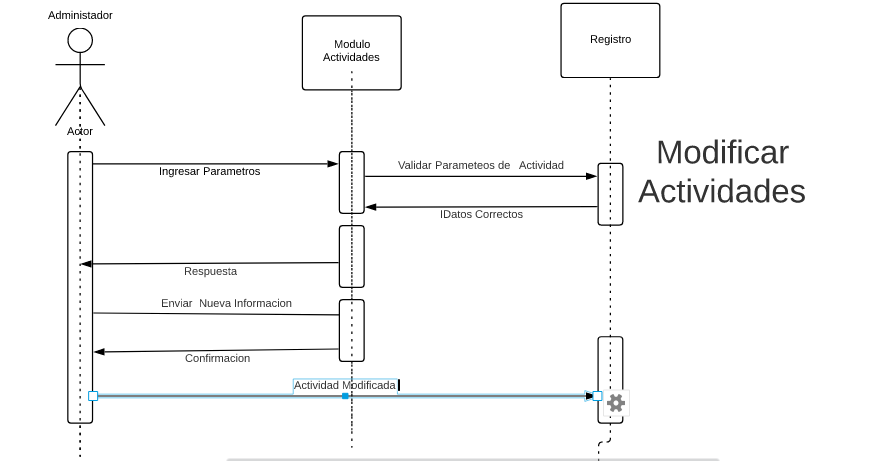 Administador
Modulo
Actividades
Registro
Actor
Modificar
Actividades
Ingresar Parametros
Validar Parameteos de Actividad
IDatos Correctos
Respuesta
Enviar Nueva Informacion
Confirmacion
Actividad Modificada